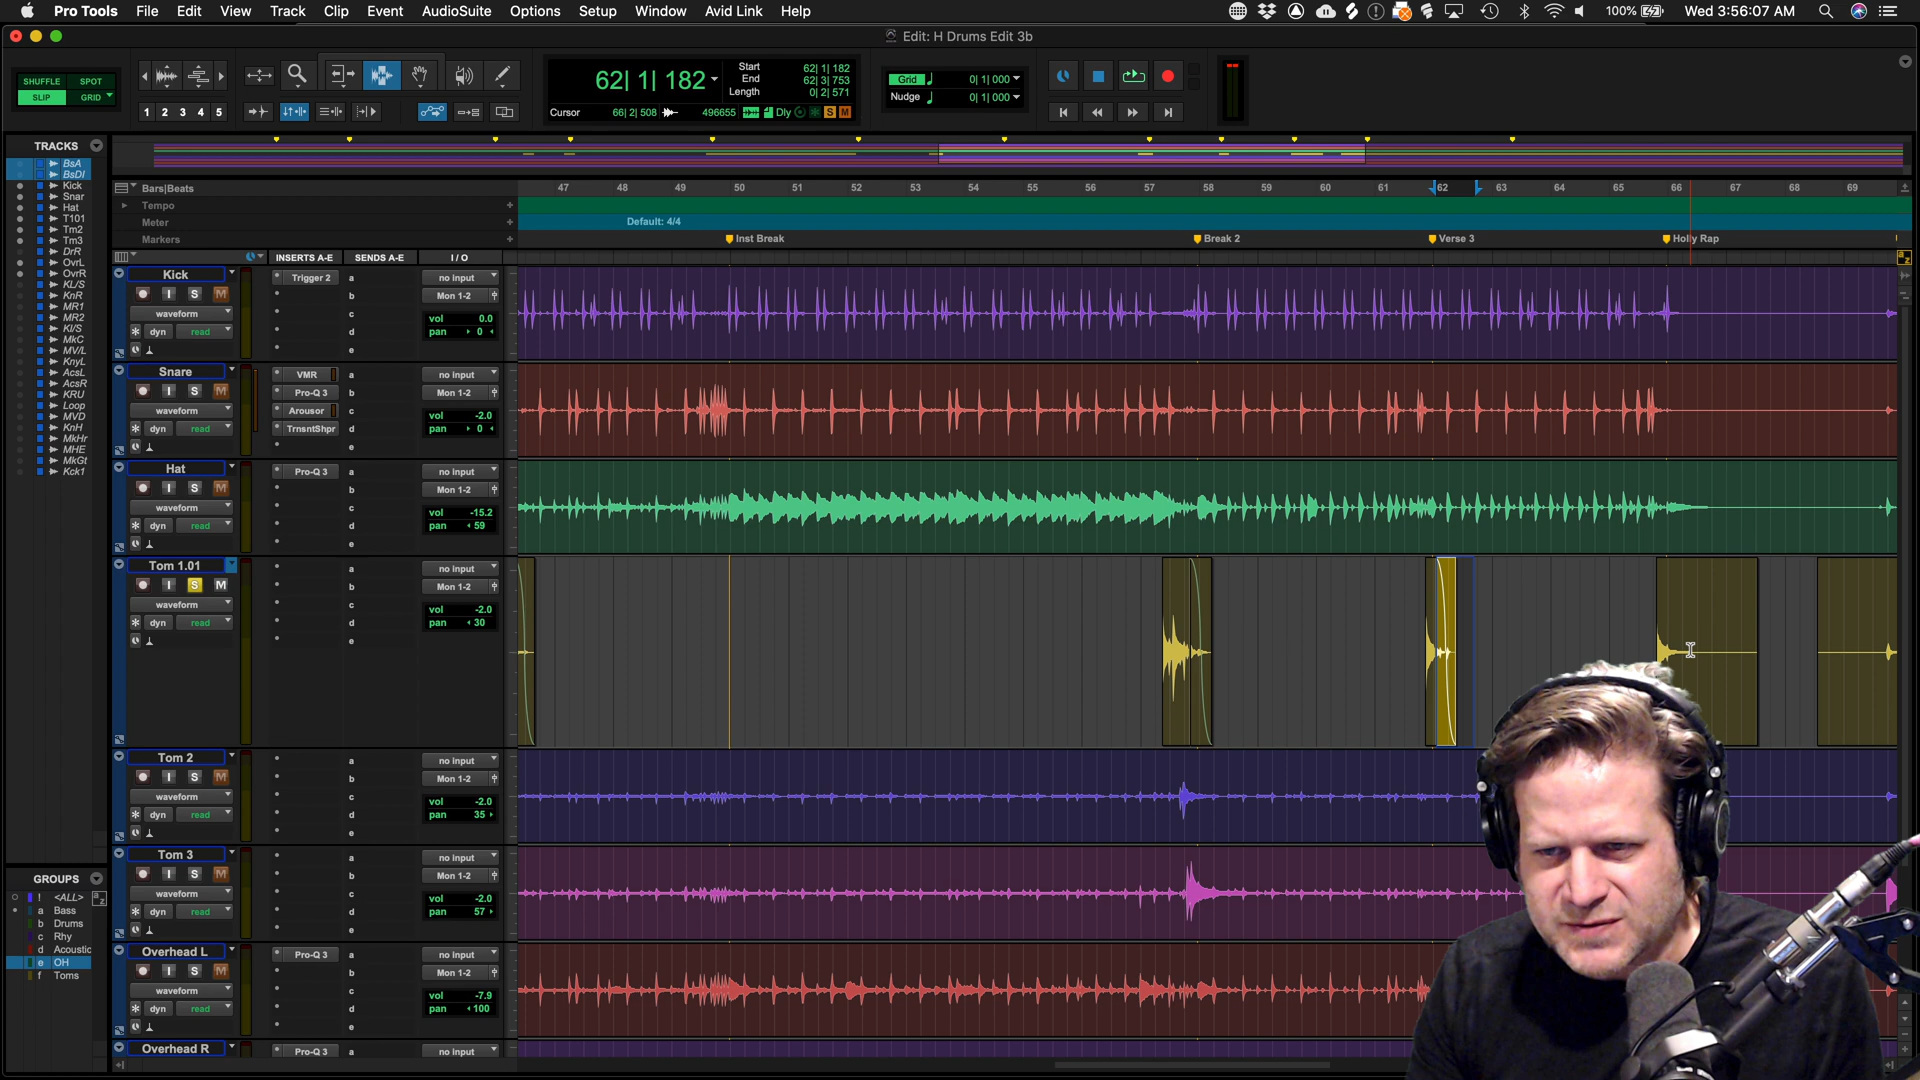 Pro Tools File Edit View Track Clip Event AudioSuite Options Setup Window Avid Link Help 100% Wed 3:56:07 AM
Edit: H Drums Edit 3b
SHUFFLE SPOT
SLIP GRID
1 2 3 4 5
62| 1| 182
Start 62| 1| 182
End 62| 3| 753
Length 0| 2| 571
Cursor 66| 2| 508 496655 Dly S M
Grid 0| 1| 000
Nudge 0| 1| 000
TRACKS
BsA
BsDI
Kick
Snar
Hat
T101
Tm2
Tm3
DrR
OvrL
OvrR
KL/S
KnR
MR1
MR2
Kl/S
MkC
MV/L
KnyL
AcsL
AcsR
KRU
Loop
MVD
KnH
MkHr
MHE
MkGt
Kck1
GROUPS
! <ALL>
a Bass
b Drums
c Rhy
d Acoustic
e OH
f Toms
Bars|Beats 47 48 49 50 51 52 53 54 55 56 57 58 59 60 61 62 63 64 65 66 67 68 69
Tempo
Meter Default: 4/4
Markers Inst Break Break 2 Verse 3 Holly Rap
INSERTS A-E SENDS A-E I / O
Kick Trigger 2 a no input
I S M b Mon 1-2
waveform c vol 0.0
dyn read d pan 0
e
Snare VMR a no input
I S M Pro-Q 3 b Mon 1-2
waveform Arousor c vol -2.0
dyn read TrnsntShpr d pan 0
e
Hat Pro-Q 3 a no input
I S M b Mon 1-2
waveform c vol -15.2
dyn read d pan 59
e
Tom 1.01 a no input
I S M b Mon 1-2
waveform c vol -2.0
dyn read d pan 30
e
Tom 2 a no input
I S M b Mon 1-2
waveform c vol -2.0
dyn read d pan 35
e
Tom 3 a no input
I S M b Mon 1-2
waveform c vol -2.0
dyn read d pan 57
e
Overhead L Pro-Q 3 a no input
I S M b Mon 1-2
waveform c vol -7.9
dyn read d pan 100
e
Overhead R Pro-Q 3 a no input